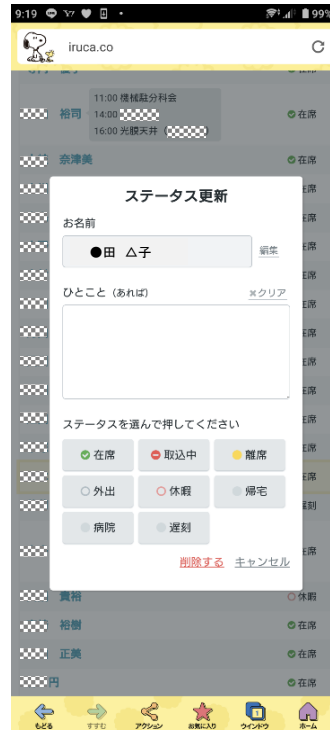 9:19
99%
iruca.co
裕司
11:00 機械駐分科会
14:00
16:00 光膜天井（
在席
奈津美
ステータス更新
お名前
●田 △子
編集
ひとこと（あれば）
×クリア
ステータスを選んで押してください
在席
取込中
離席
外出
休暇
帰宅
病院
遅刻
削除する
キャンセル
貴裕
休暇
裕樹
在席
正美
在席
円
在席
もどる
すすむ
アクション
お気に入り
ウインドウ
ホーム